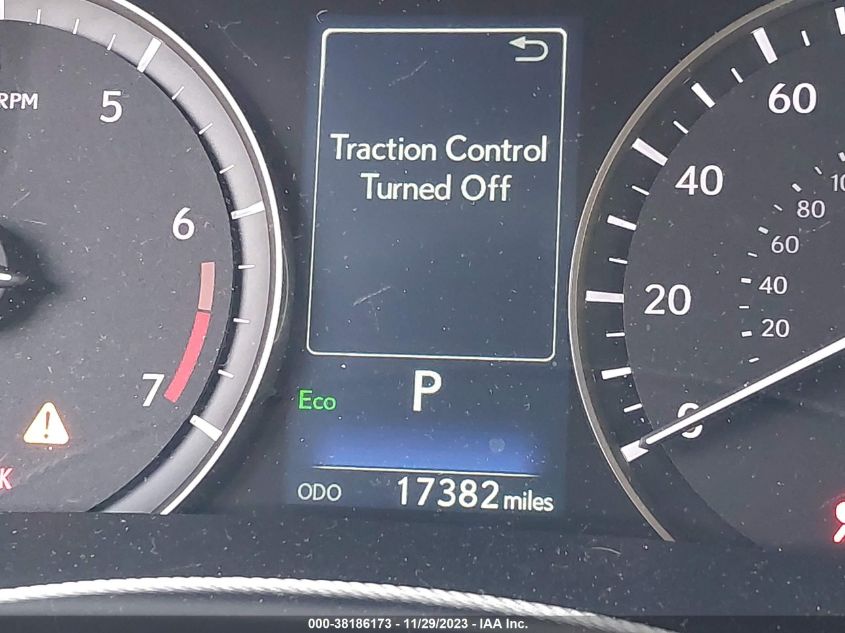 RPM
5
6
7
Traction Control
Turned Off
Eco
P
ODO 17382 miles
60
40
20
0
80
60
40
20
000-38186173 - 11/29/2023 - IAA Inc.